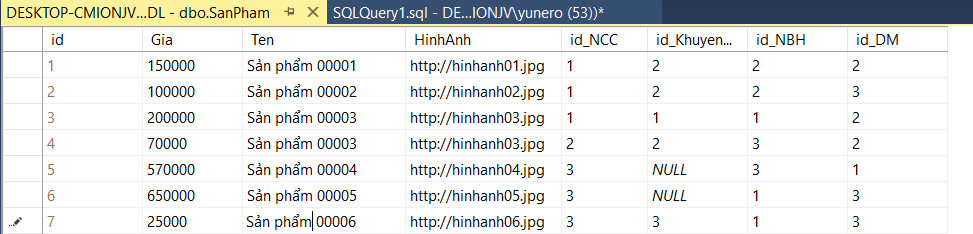 DESKTOP-CMIONJV...DL - dbo.SanPham SQLQuery1.sql - DE...IONJV\yunero (53))*
id Gia Ten HinhAnh id_NCC id_Khuyen... id_NBH id_DM
1 150000 Sản phẩm 00001 http://hinhanh01.jpg 1 2 2 2
2 100000 Sản phẩm 00002 http://hinhanh02.jpg 1 2 2 3
3 200000 Sản phẩm 00003 http://hinhanh03.jpg 1 1 1 2
4 70000 Sản phẩm 00003 http://hinhanh03.jpg 2 2 3 2
5 570000 Sản phẩm 00004 http://hinhanh04.jpg 3 NULL 3 1
6 650000 Sản phẩm 00005 http://hinhanh05.jpg 3 NULL 1 3
7 25000 Sản phẩm 00006 http://hinhanh06.jpg 3 3 1 3